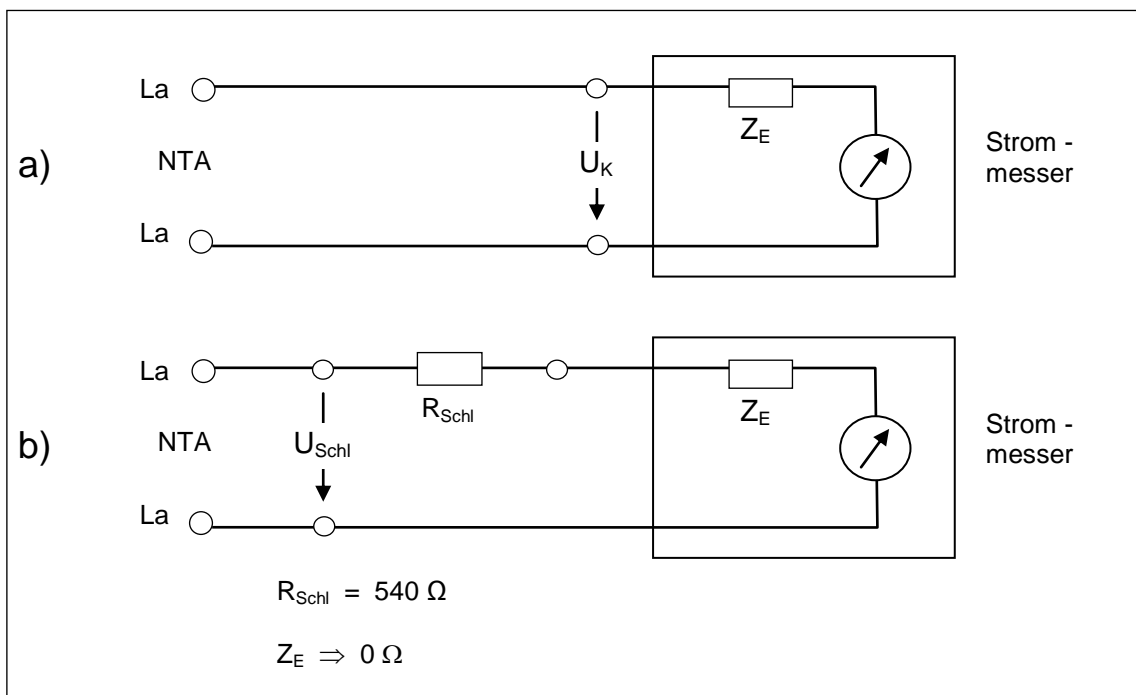 La
Z_E
a)
NTA
U_K
Strom -
messer
La
La
R_Schl
Z_E
b)
NTA
U_Schl
Strom -
messer
La
R_Schl = 540 Ω
Z_E ⇒ 0 Ω